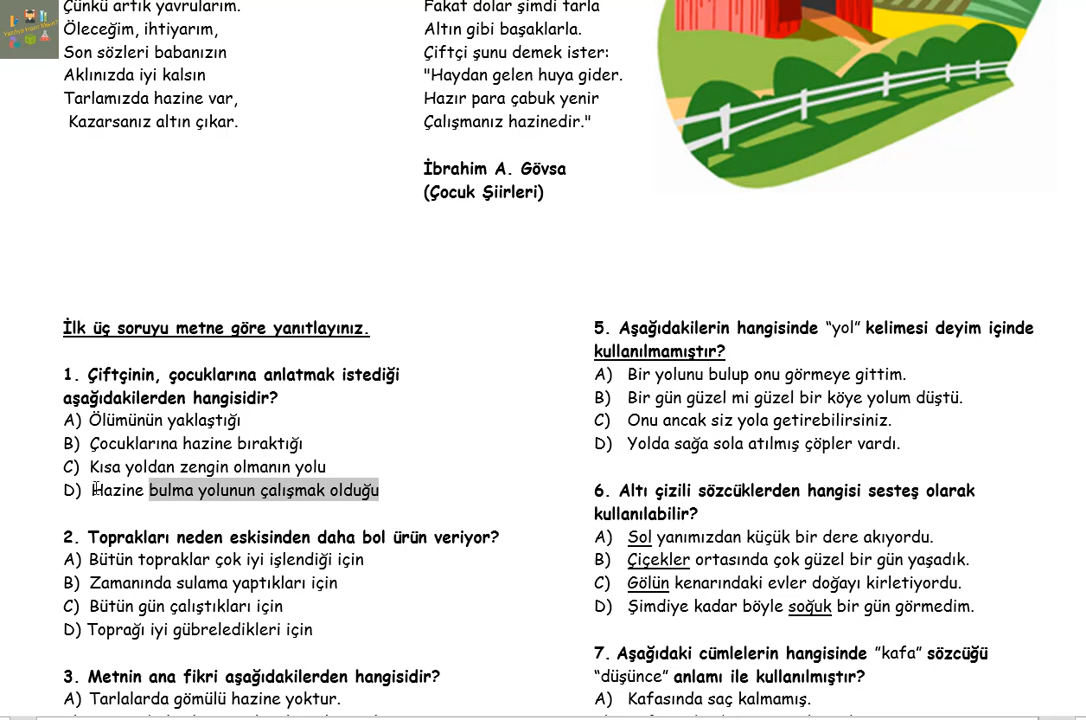 Çünkü artık yavrularım.
Öleceğim, ihtiyarım,
Son sözleri babanızın
Aklınızda iyi kalsın
Tarlamızda hazine var,
Kazarsanız altın çıkar.
Fakat dolar şimdi tarla
Altın gibi başaklarla.
Çiftçi şunu demek ister:
"Haydan gelen huya gider.
Hazır para çabuk yenir
Çalışmanız hazinedir."
İbrahim A. Gövsa
(Çocuk Şiirleri)
İlk üç soruyu metne göre yanıtlayınız.
1. Çiftçinin, çocuklarına anlatmak istediği
aşağıdakilerden hangisidir?
A) Ölümünün yaklaştığı
B) Çocuklarına hazine bıraktığı
C) Kısa yoldan zengin olmanın yolu
D) Hazine bulma yolunun çalışmak olduğu
2. Toprakları neden eskisinden daha bol ürün veriyor?
A) Bütün topraklar çok iyi işlendiği için
B) Zamanında sulama yaptıkları için
C) Bütün gün çalıştıkları için
D) Toprağı iyi gübreledikleri için
3. Metnin ana fikri aşağıdakilerden hangisidir?
A) Tarlalarda gömülü hazine yoktur.
5. Aşağıdakilerin hangisinde "yol" kelimesi deyim içinde
kullanılmamıştır?
A) Bir yolunu bulup onu görmeye gittim.
B) Bir gün güzel mi güzel bir köye yolum düştü.
C) Onu ancak siz yola getirebilirsiniz.
D) Yolda sağa sola atılmış çöpler vardı.
6. Altı çizili sözcüklerden hangisi sesteş olarak
kullanılabilir?
A) Sol yanımızdan küçük bir dere akıyordu.
B) Çiçekler ortasında çok güzel bir gün yaşadık.
C) Gölün kenarındaki evler doğayı kirletiyordu.
D) Şimdiye kadar böyle soğuk bir gün görmedim.
7. Aşağıdaki cümlelerin hangisinde "kafa" sözcüğü
"düşünce" anlamı ile kullanılmıştır?
A) Kafasında saç kalmamış.